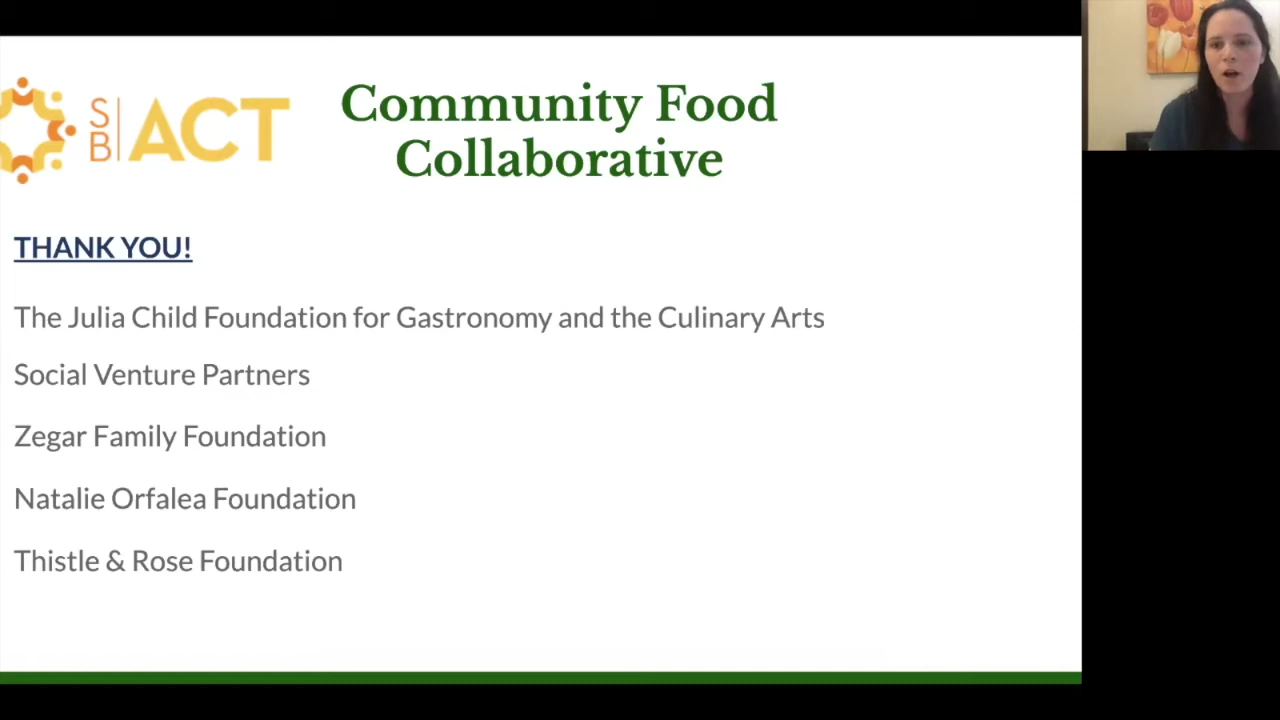 SB ACT
Community Food
Collaborative
THANK YOU!
The Julia Child Foundation for Gastronomy and the Culinary Arts
Social Venture Partners
Zegar Family Foundation
Natalie Orfalea Foundation
Thistle & Rose Foundation